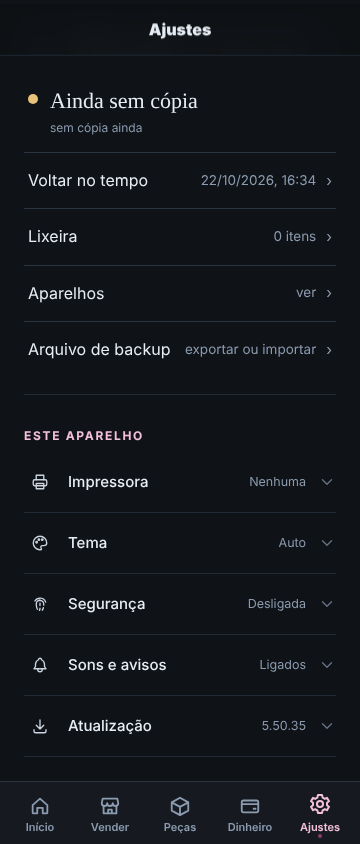 Ajustes
Ainda sem cópia
sem cópia ainda
Voltar no tempo 22/10/2026, 16:34 ›
Lixeira 0 itens ›
Aparelhos ver ›
Arquivo de backup exportar ou importar ›
ESTE APARELHO
Impressora Nenhuma
Tema Auto
Segurança Desligada
Sons e avisos Ligados
Atualização 5.50.35
Início Vender Peças Dinheiro Ajustes